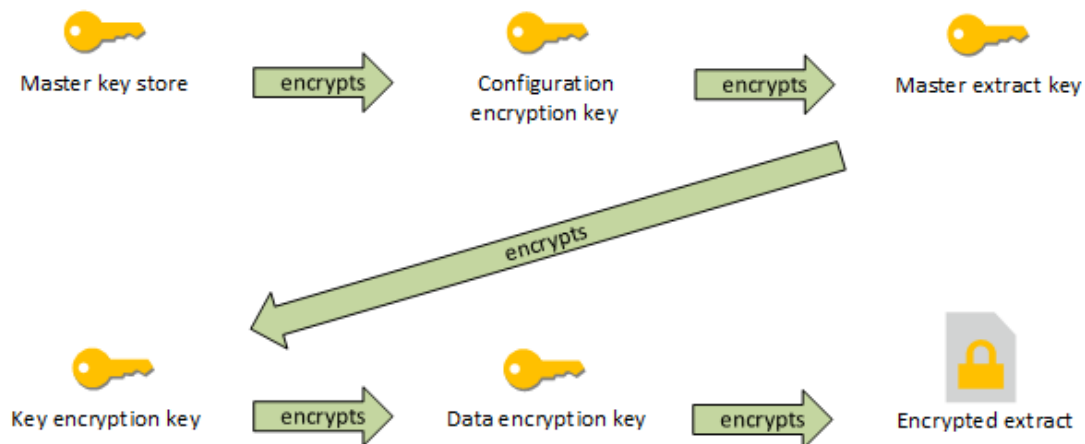 Master key store
encrypts
Configuration
encryption key
encrypts
Master extract key
encrypts
Key encryption key
encrypts
Data encryption key
encrypts
Encrypted extract